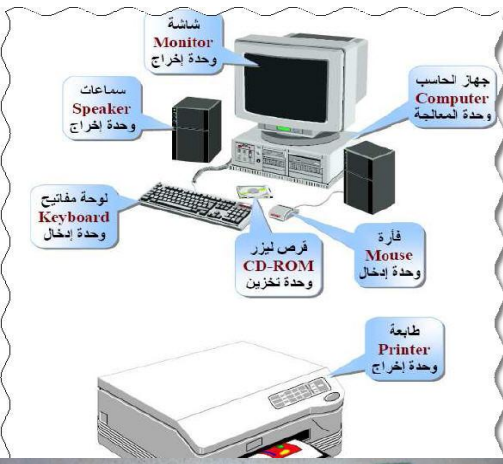 شاشة
Monitor
وحدة إخراج
سماعات
Speaker
وحدة إخراج
جهاز الحاسب
Computer
وحدة المعالجة
لوحة مفاتيح
Keyboard
وحدة إدخال
قرص ليزر
CD-ROM
وحدة تخزين
فأرة
Mouse
وحدة إدخال
طابعة
Printer
وحدة إخراج